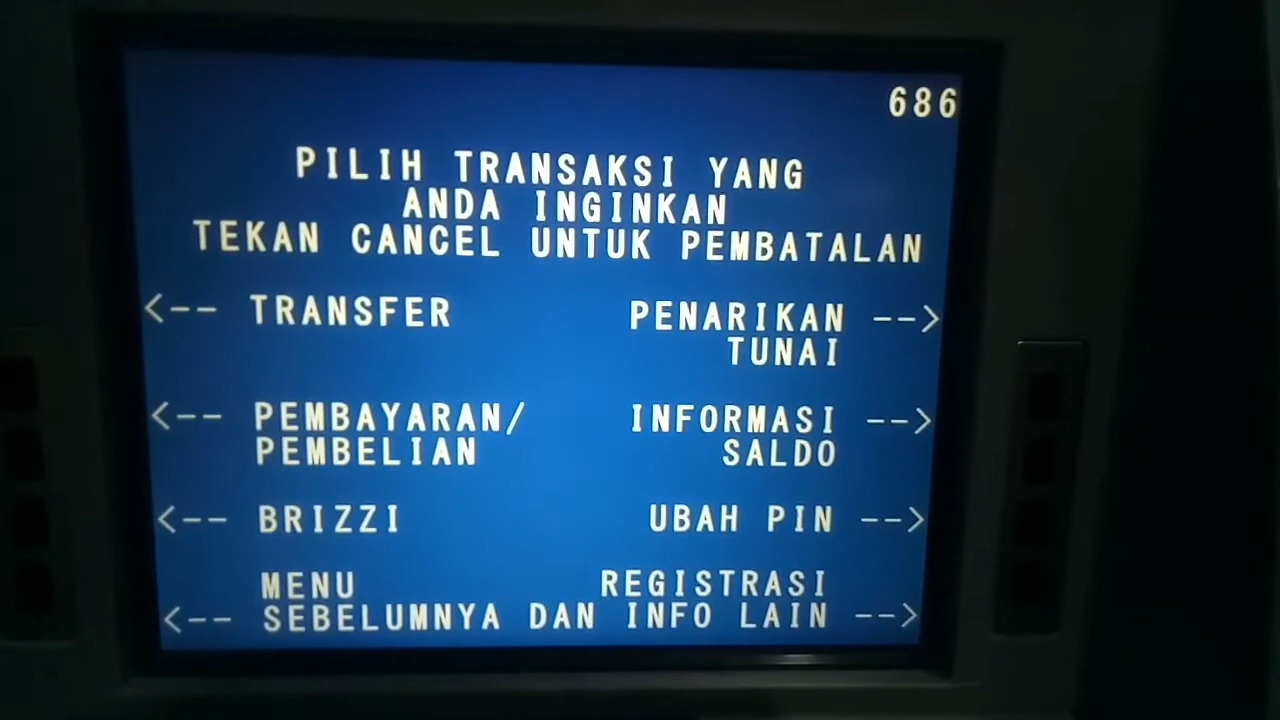 686
PILIH TRANSAKSI YANG
ANDA INGINKAN
TEKAN CANCEL UNTUK PEMBATALAN
<-- TRANSFER PENARIKAN -->
TUNAI
<-- PEMBAYARAN/ INFORMASI -->
PEMBELIAN SALDO
<-- BRIZZI UBAH PIN -->
MENU REGISTRASI
<-- SEBELUMNYA DAN INFO LAIN -->